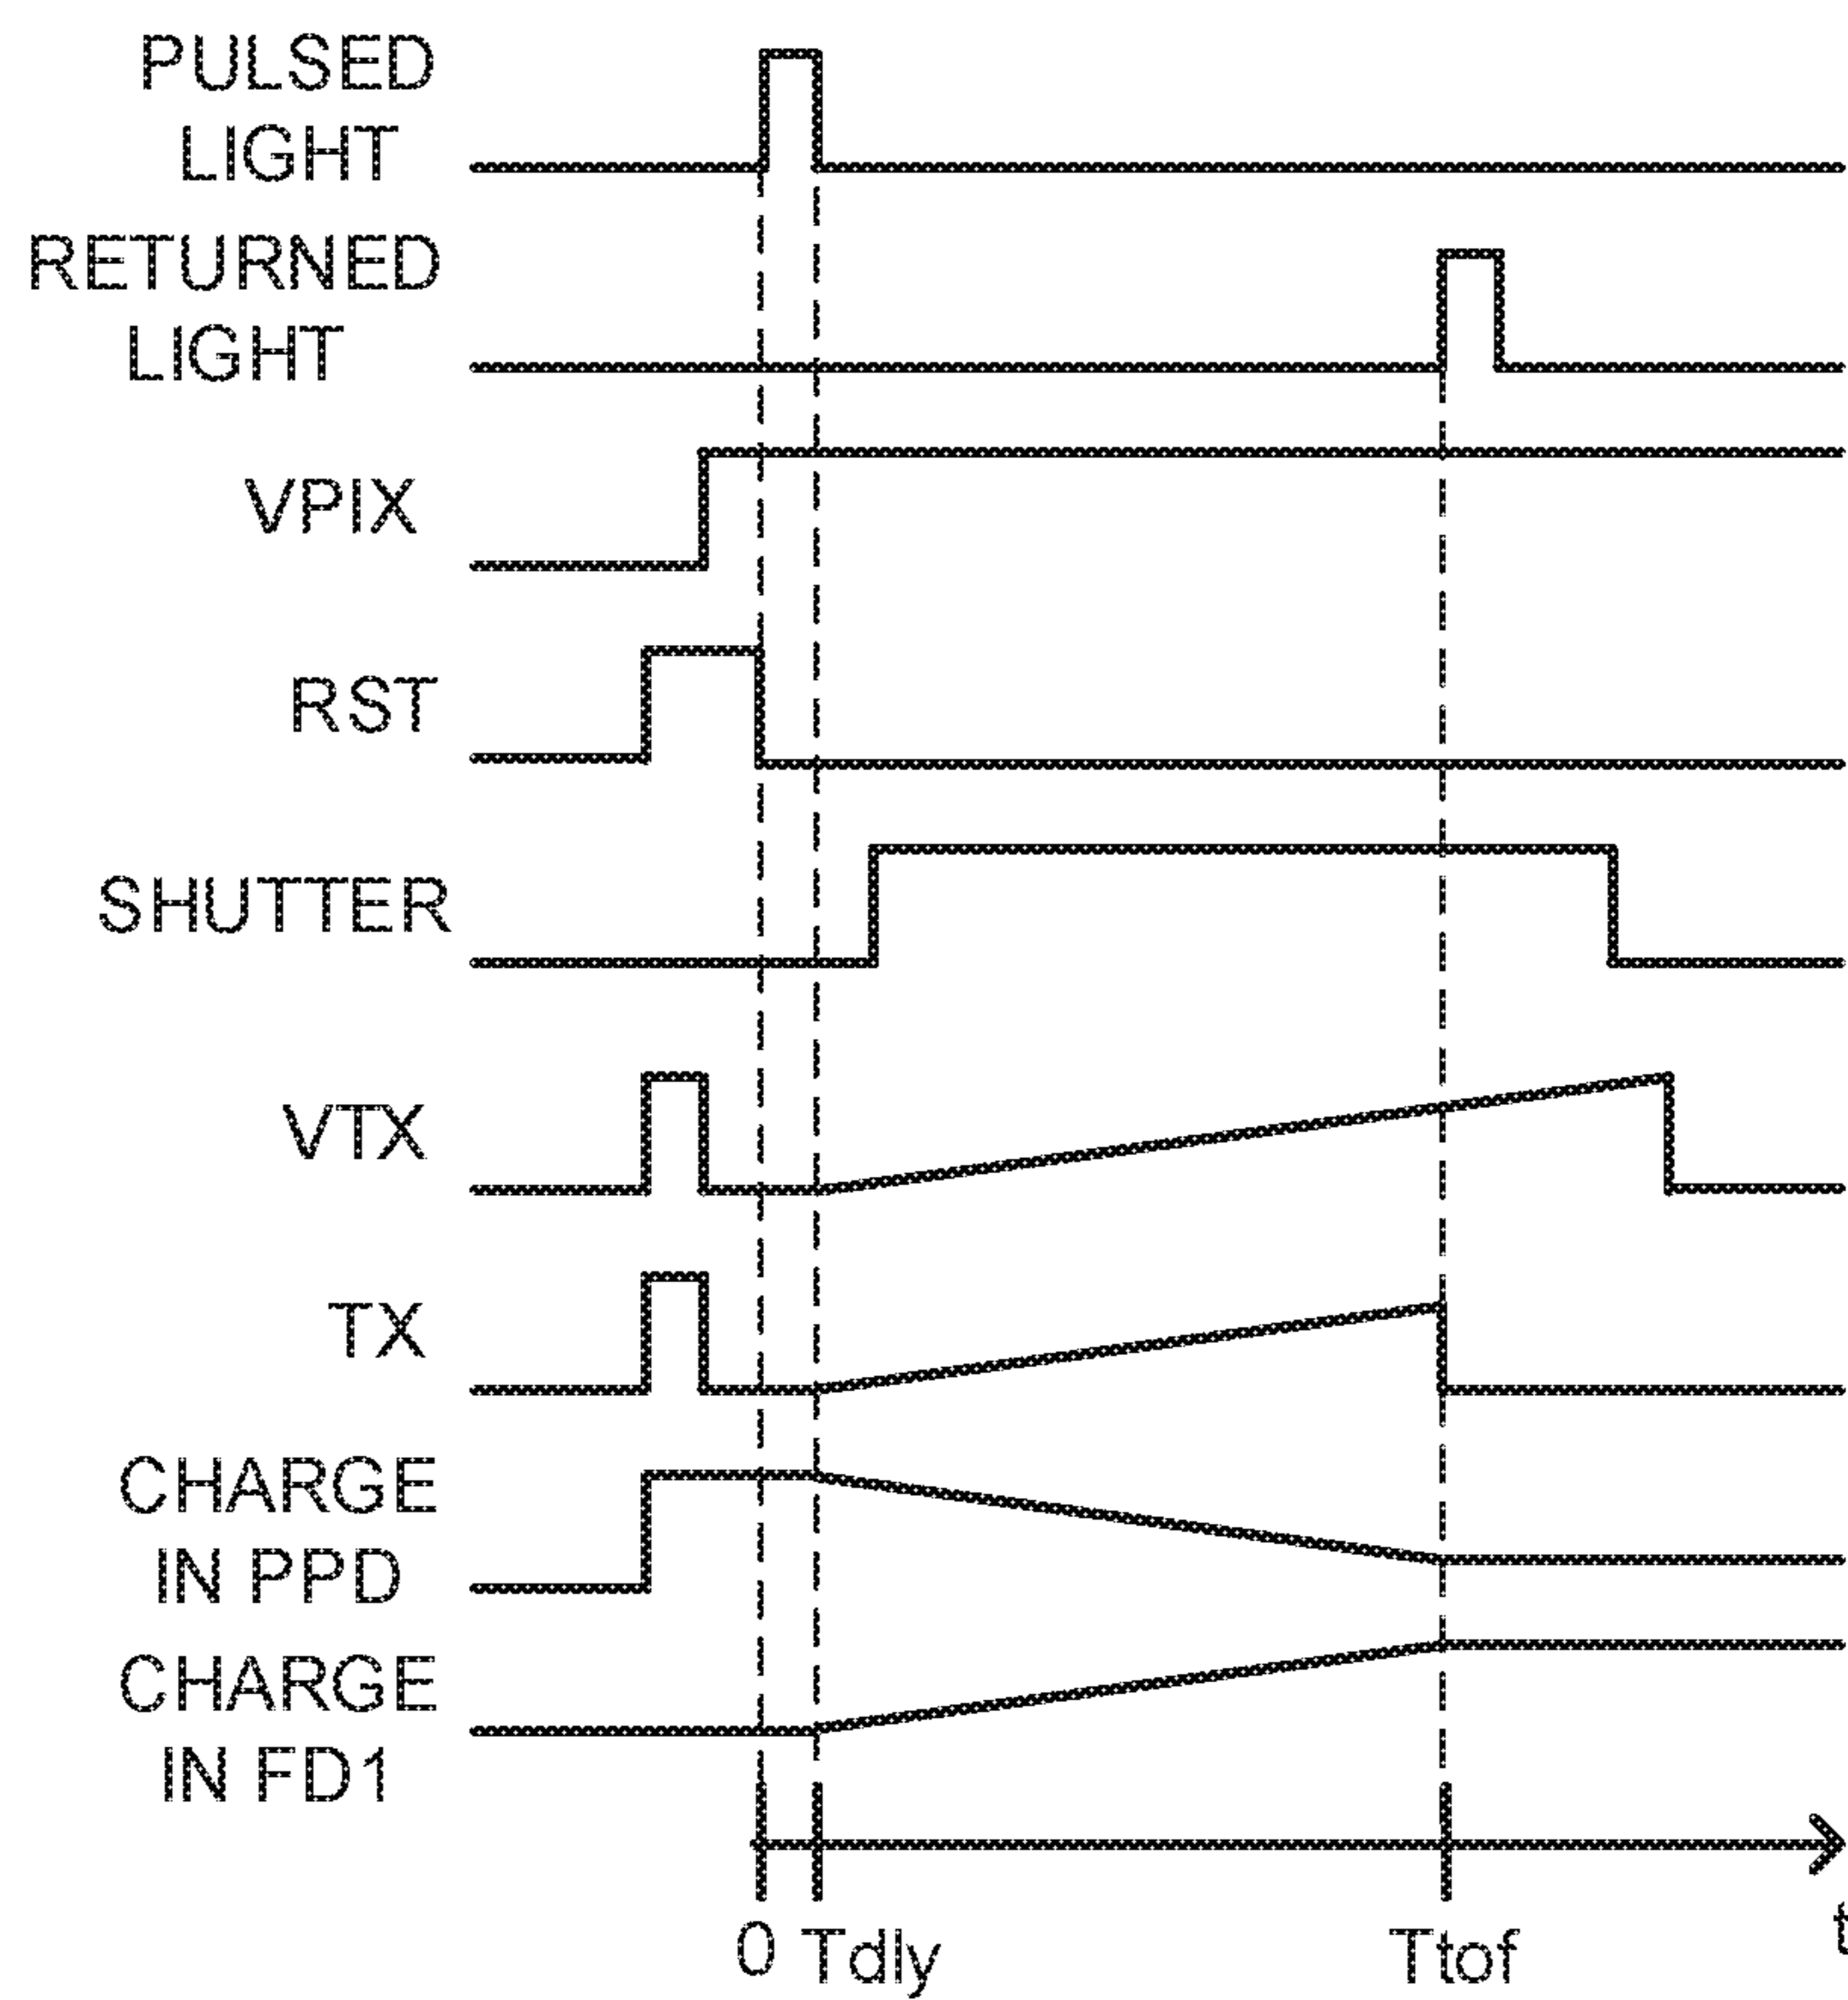 PULSED
LIGHT
RETURNED
LIGHT
VPIX
RST
SHUTTER
VTX
TX
CHARGE
IN PPD
CHARGE
IN FD1
0 Tdly Ttof t